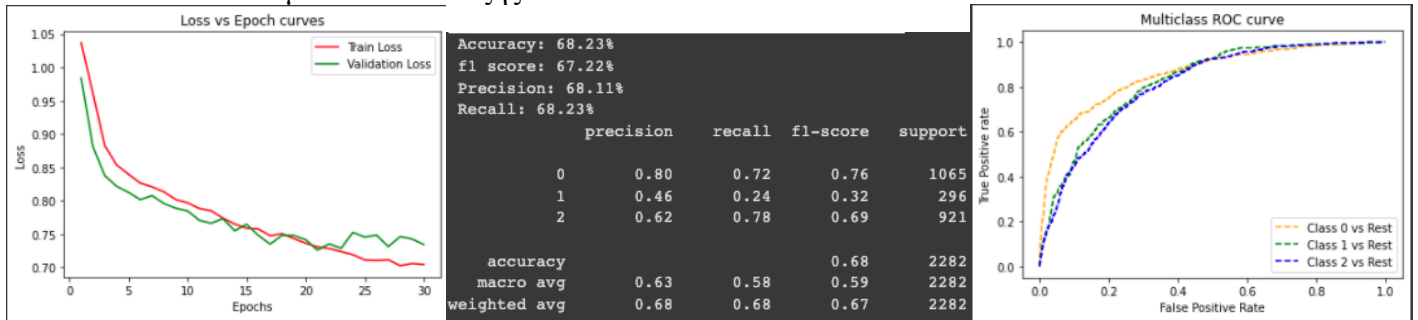 Loss vs Epoch curves
1.05
1.00
0.95
0.90
0.85
0.80
0.75
0.70
Loss
Train Loss
Validation Loss
0 5 10 15 20 25 30
Epochs
Accuracy: 68.23%
f1 score: 67.22%
Precision: 68.11%
Recall: 68.23%
precision recall f1-score support
0 0.80 0.72 0.76 1065
1 0.46 0.24 0.32 296
2 0.62 0.78 0.69 921
accuracy 0.68 2282
macro avg 0.63 0.58 0.59 2282
weighted avg 0.68 0.68 0.67 2282
Multiclass ROC curve
1.0
0.8
0.6
0.4
0.2
0.0
True Positive rate
Class 0 vs Rest
Class 1 vs Rest
Class 2 vs Rest
0.0 0.2 0.4 0.6 0.8 1.0
False Positive Rate